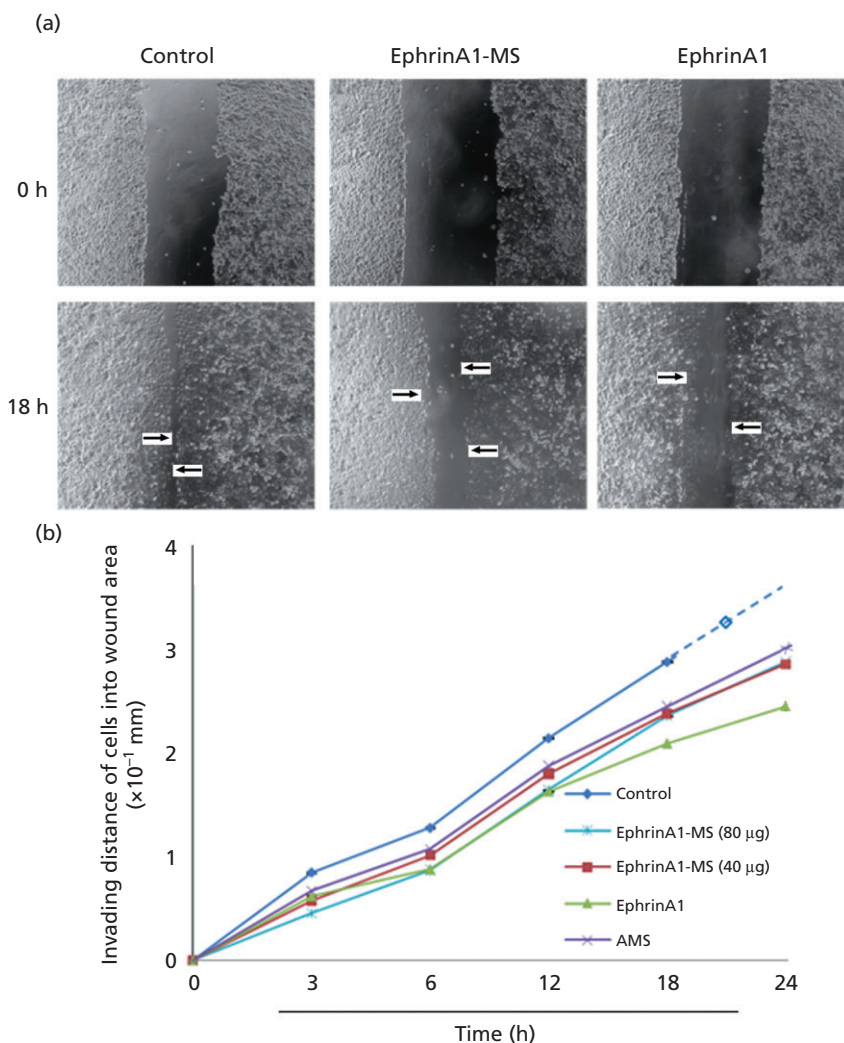 (a)
Control EphrinA1-MS EphrinA1
0 h
18 h
(b)
Invading distance of cells into wound area
(×10⁻¹ mm)
4
3
2
1
0
Control
EphrinA1-MS (80 μg)
EphrinA1-MS (40 μg)
EphrinA1
AMS
0 3 6 12 18 24
Time (h)